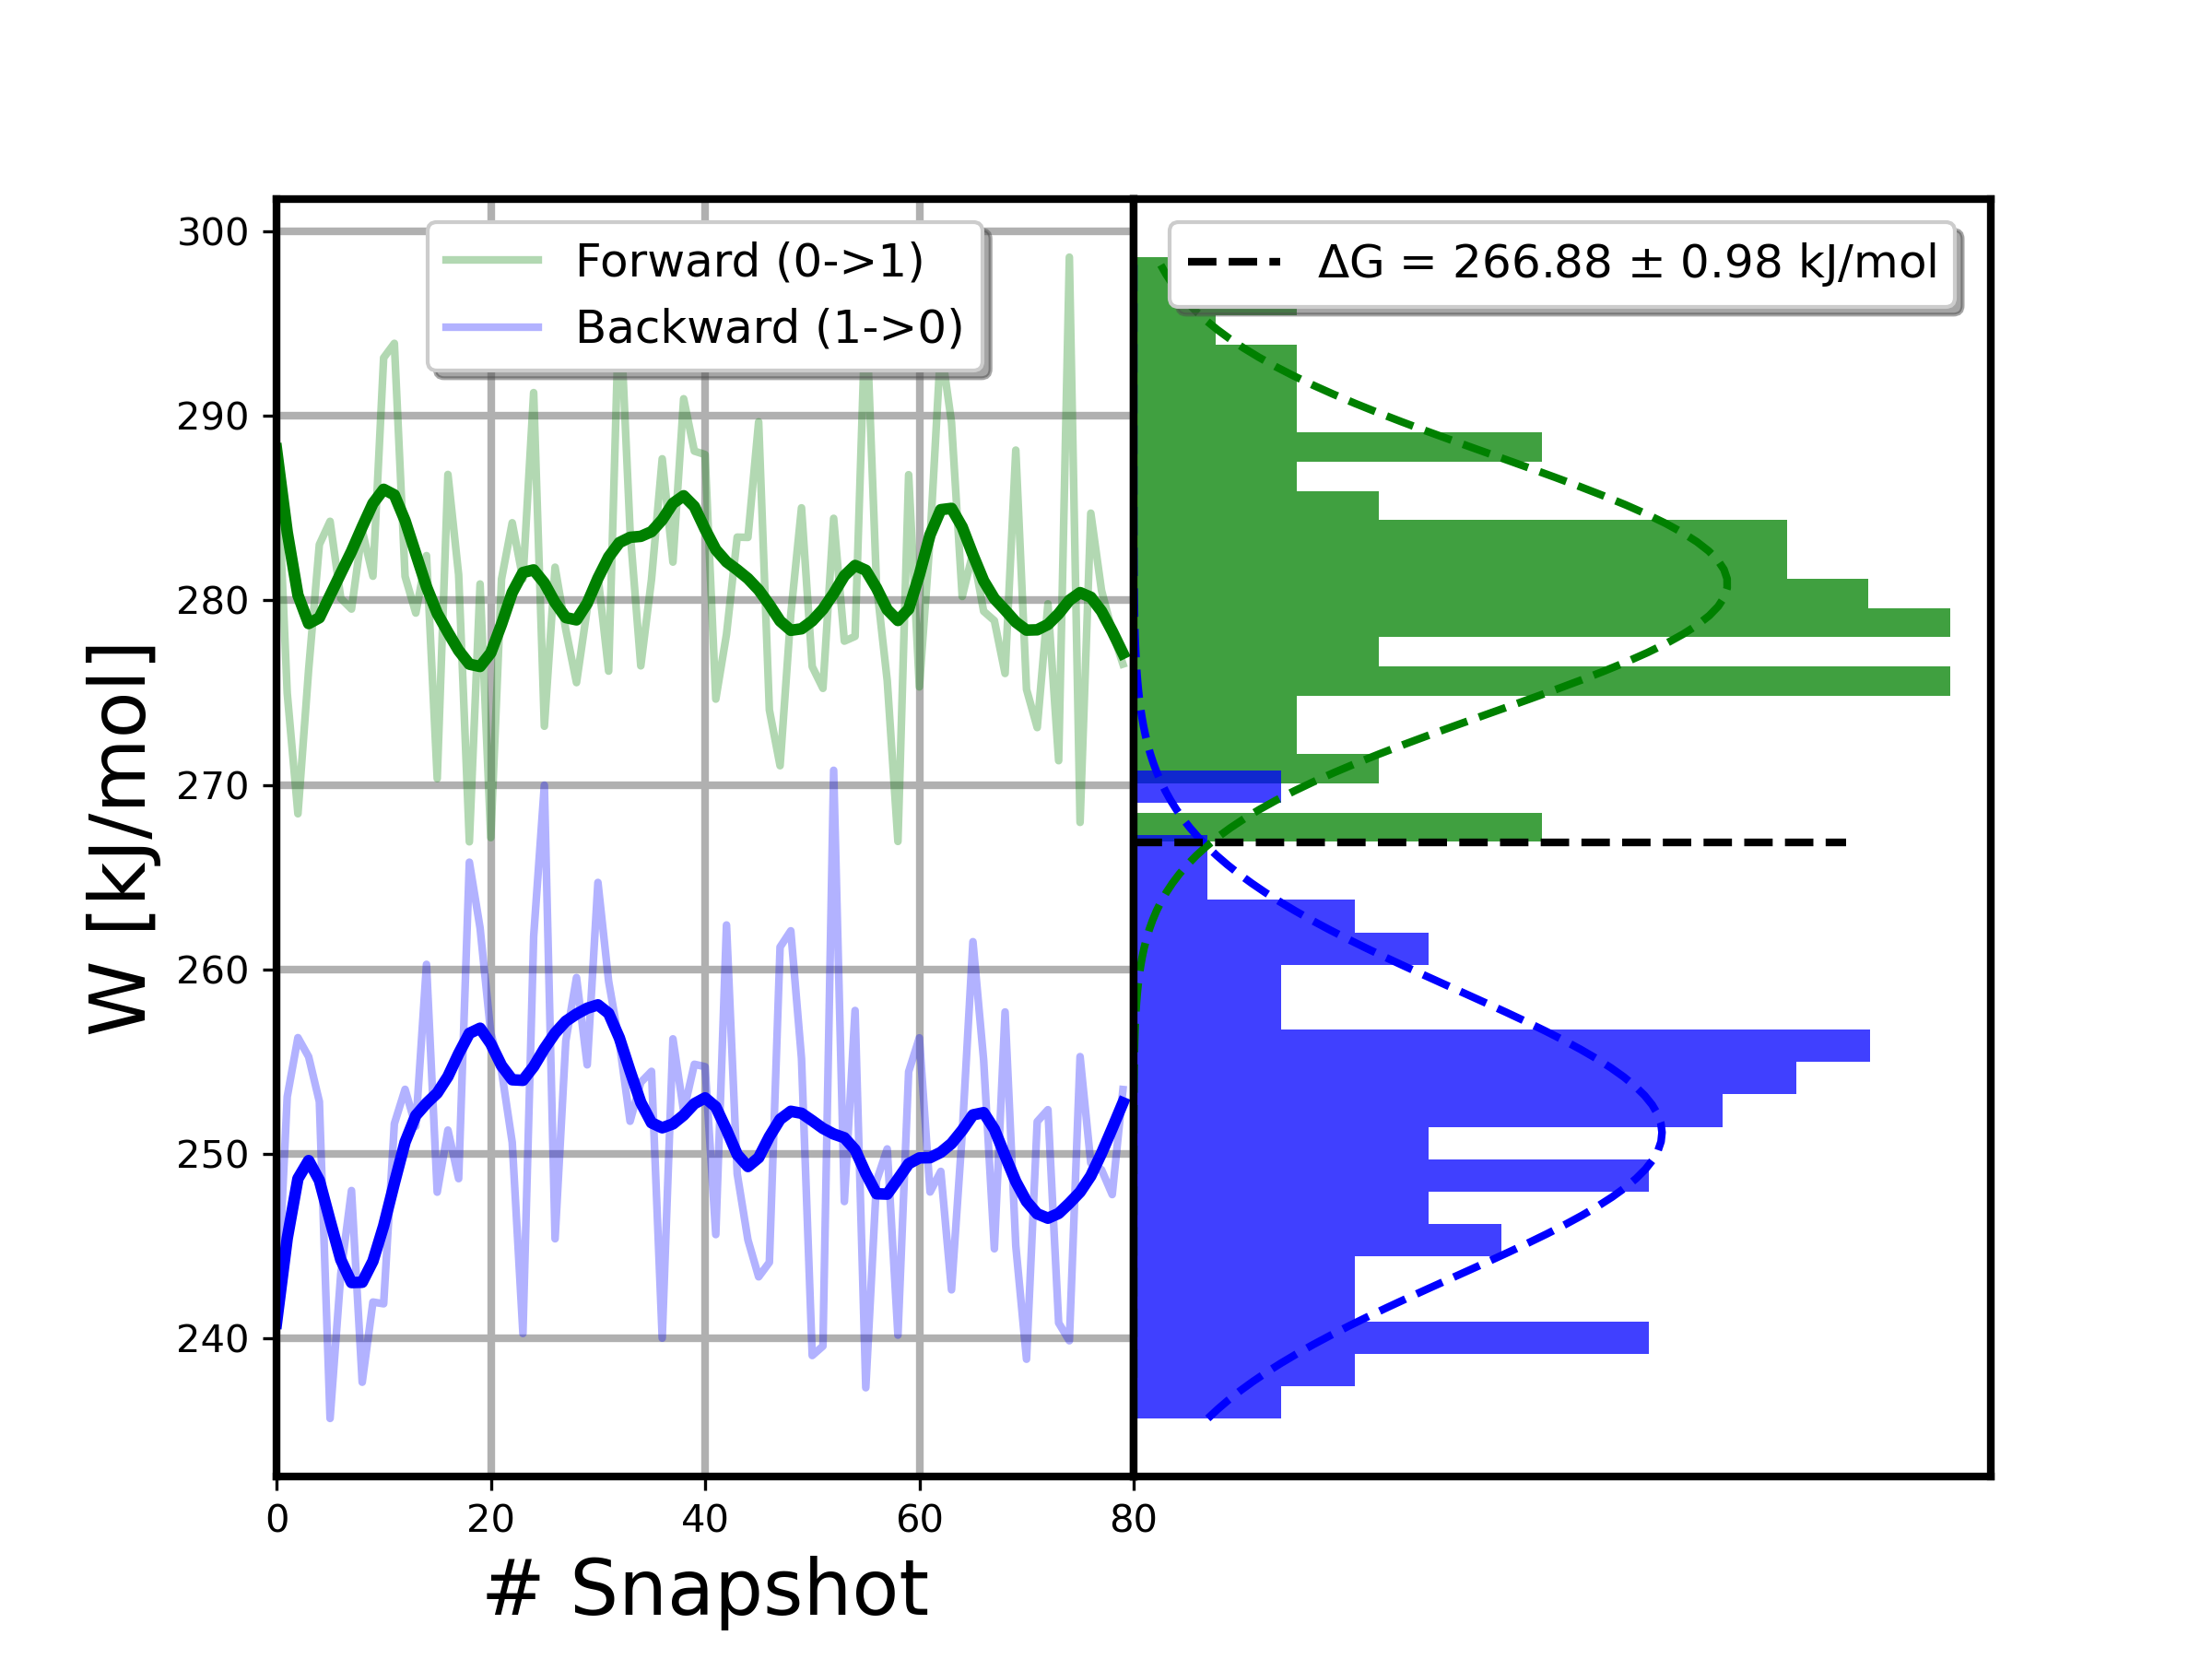 300
290
280
270
260
250
240
W [kJ/mol]
0
20
40
60
80
# Snapshot
Forward (0->1)
Backward (1->0)
ΔG = 266.88 ± 0.98 kJ/mol